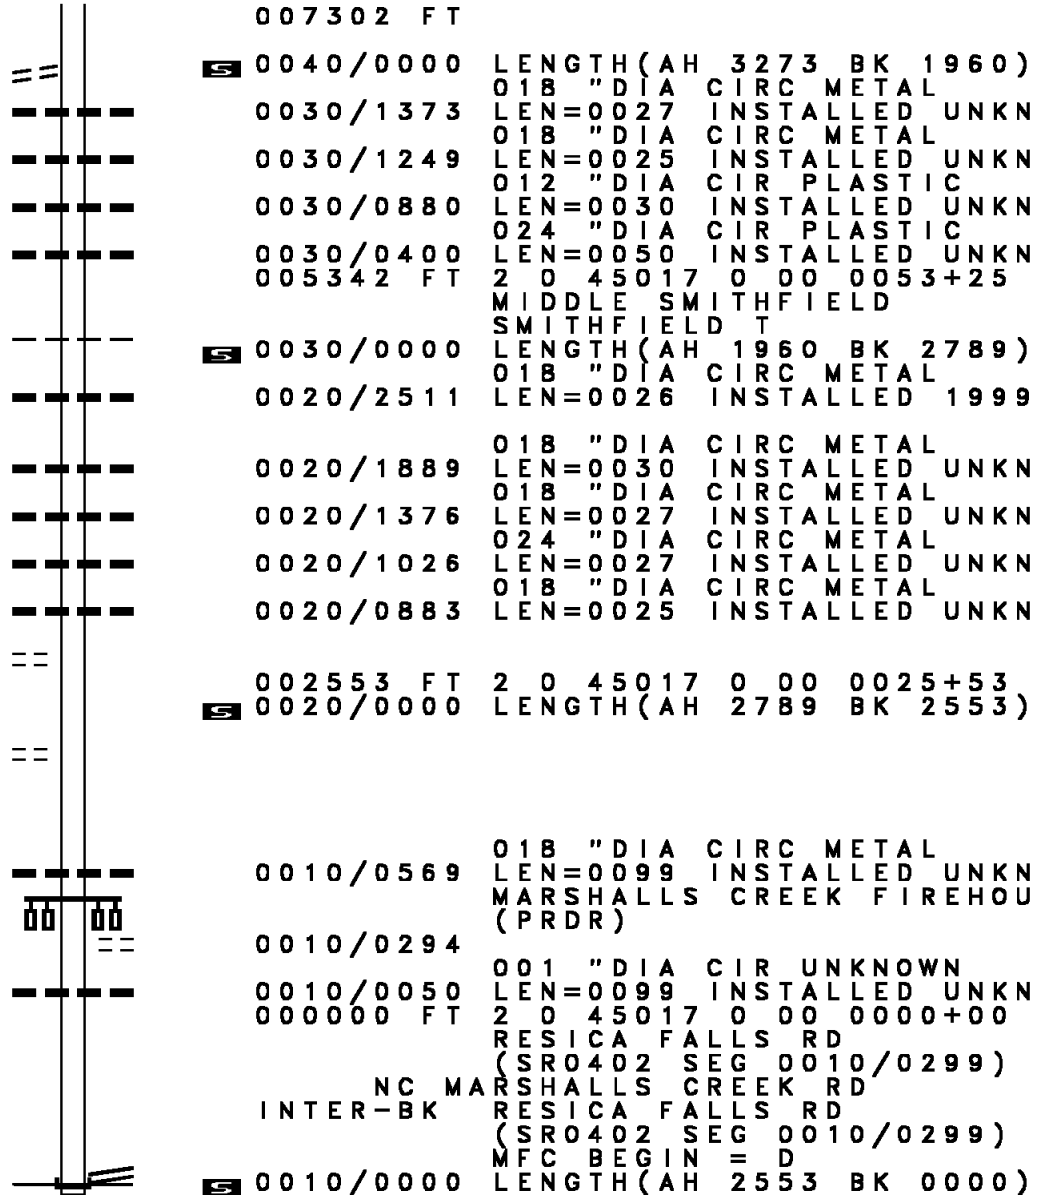 007302 FT
S 0040/0000 LENGTH(AH 3273 BK 1960)
018 "DIA CIRC METAL
0030/1373 LEN=0027 INSTALLED UNKN
018 "DIA CIRC METAL
0030/1249 LEN=0025 INSTALLED UNKN
012 "DIA CIR PLASTIC
0030/0880 LEN=0030 INSTALLED UNKN
024 "DIA CIR PLASTIC
0030/0400 LEN=0050 INSTALLED UNKN
005342 FT 2 0 45017 0 00 0053+25
MIDDLE SMITHFIELD
SMITHFIELD T
S 0030/0000 LENGTH(AH 1960 BK 2789)
018 "DIA CIRC METAL
0020/2511 LEN=0026 INSTALLED 1999
018 "DIA CIRC METAL
0020/1889 LEN=0030 INSTALLED UNKN
018 "DIA CIRC METAL
0020/1376 LEN=0027 INSTALLED UNKN
024 "DIA CIRC METAL
0020/1026 LEN=0027 INSTALLED UNKN
018 "DIA CIRC METAL
0020/0883 LEN=0025 INSTALLED UNKN
002553 FT 2 0 45017 0 00 0025+53
S 0020/0000 LENGTH(AH 2789 BK 2553)
018 "DIA CIRC METAL
0010/0569 LEN=0099 INSTALLED UNKN
MARSHALLS CREEK FIREHOU
(PRDR)
0010/0294
001 "DIA CIR UNKNOWN
0010/0050 LEN=0099 INSTALLED UNKN
000000 FT 2 0 45017 0 00 0000+00
RESICA FALLS RD
(SR0402 SEG 0010/0299)
NC MARSHALLS CREEK RD
INTER-BK RESICA FALLS RD
(SR0402 SEG 0010/0299)
MFC BEGIN = D
S 0010/0000 LENGTH(AH 2553 BK 0000)